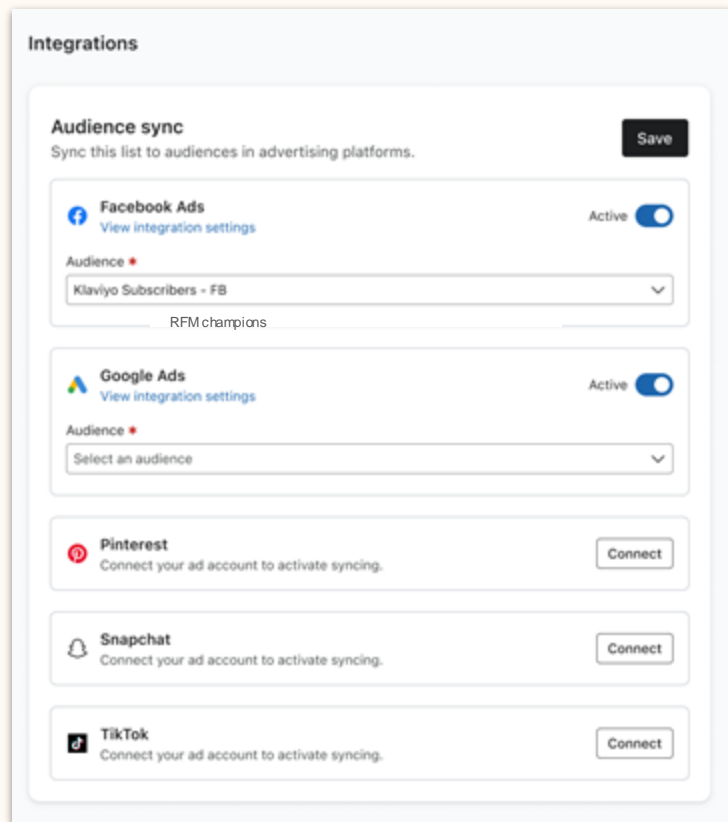 Integrations
Audience sync
Save
Sync this list to audiences in advertising platforms.
Facebook Ads
Active
View integration settings
Audience *
Klaviyo Subscribers - FB
RFM champions
Google Ads
Active
View integration settings
Audience *
Select an audience
Pinterest
Connect your ad account to activate syncing.
Connect
Snapchat
Connect your ad account to activate syncing.
Connect
TikTok
Connect your ad account to activate syncing.
Connect